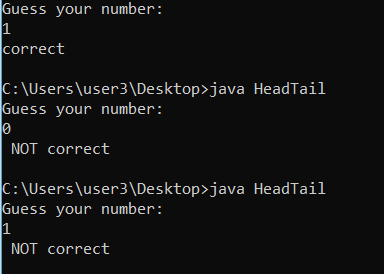 Guess your number:
1
correct
C:\Users\user3\Desktop>java HeadTail
Guess your number:
0
NOT correct
C:\Users\user3\Desktop>java HeadTail
Guess your number:
1
NOT correct